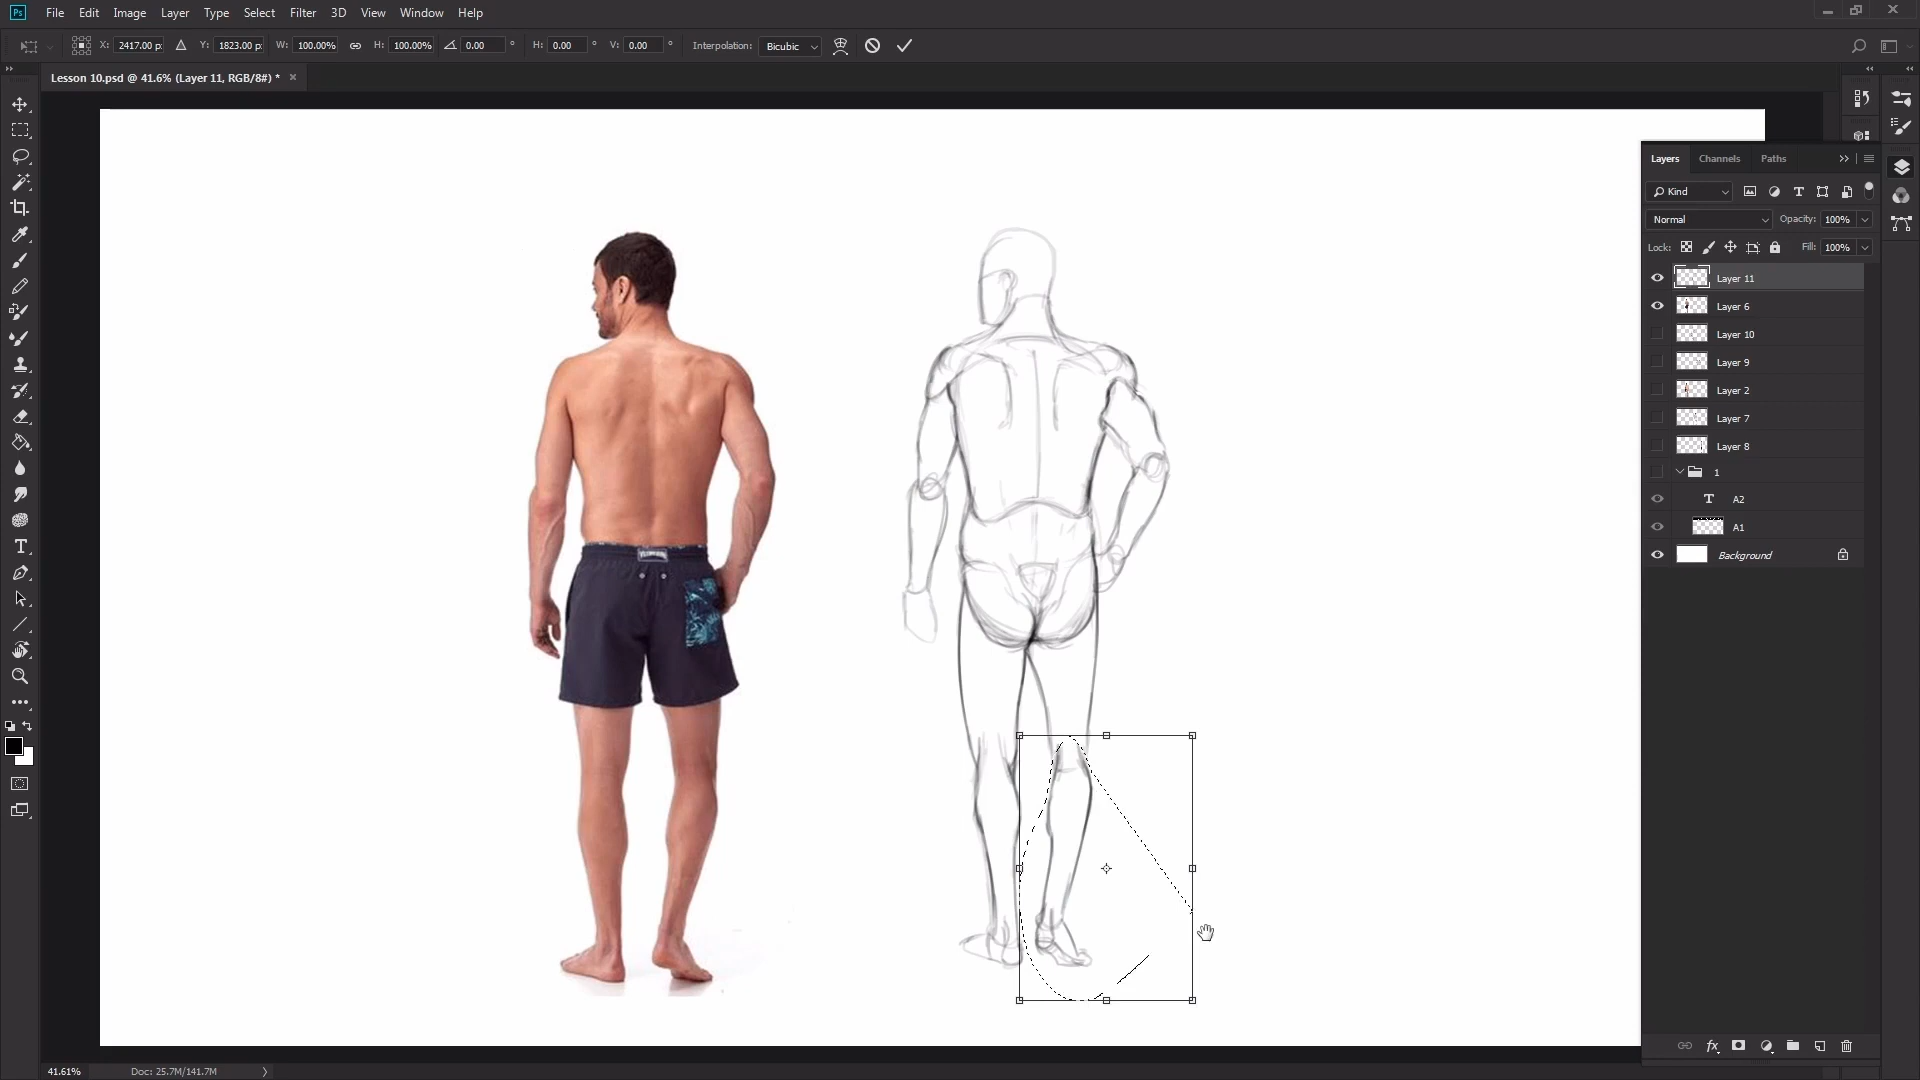 Ps File Edit Image Layer Type Select Filter 3D View Window Help
X: 2417.00 p: Y: 1823.00 p: W: 100.00% H: 100.00% 0.00 ° H: 0.00 ° V: 0.00 ° Interpolation: Bicubic
Lesson 10.psd @ 41.6% (Layer 11, RGB/8#) * ×
Layers Channels Paths
Kind
Normal Opacity: 100%
Lock: Fill: 100%
Layer 11
Layer 6
Layer 10
Layer 9
Layer 2
Layer 7
Layer 8
1
T A2
A1
Background
fx
41.61% Doc: 25.7M/141.7M